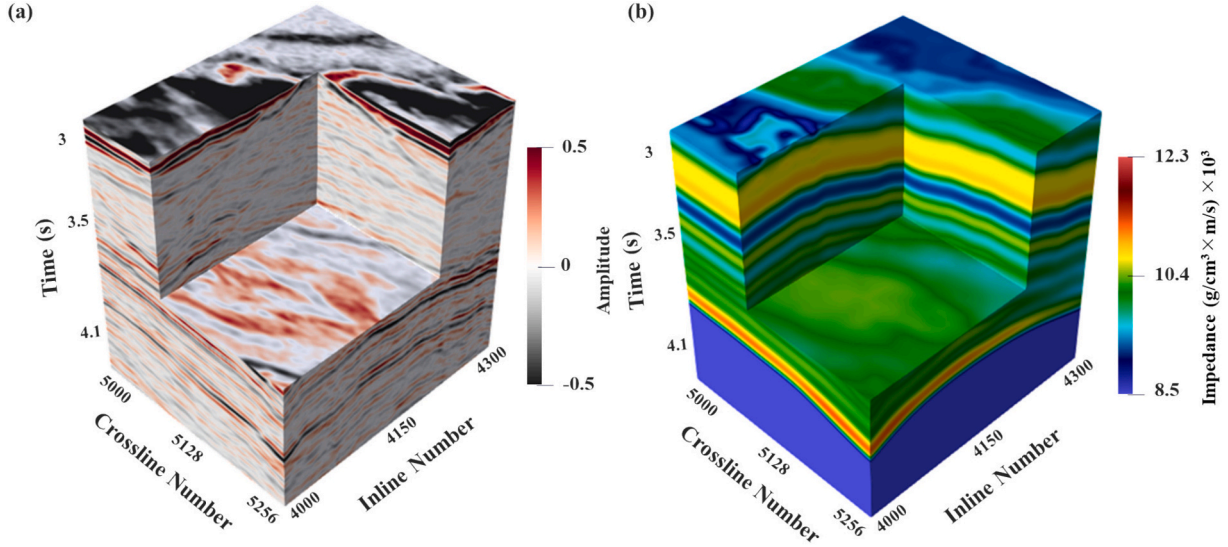 (a)
3
3.5
4.1
Time (s)
5000
5128
5256
Crossline Number
4000
4150
4300
Inline Number
0.5
0
-0.5
Amplitude
(b)
3
3.5
4.1
Time (s)
5000
5128
5256
Crossline Number
4000
4150
4300
Inline Number
12.3
10.4
8.5
Impedance (g/cm³ × m/s) × 10³